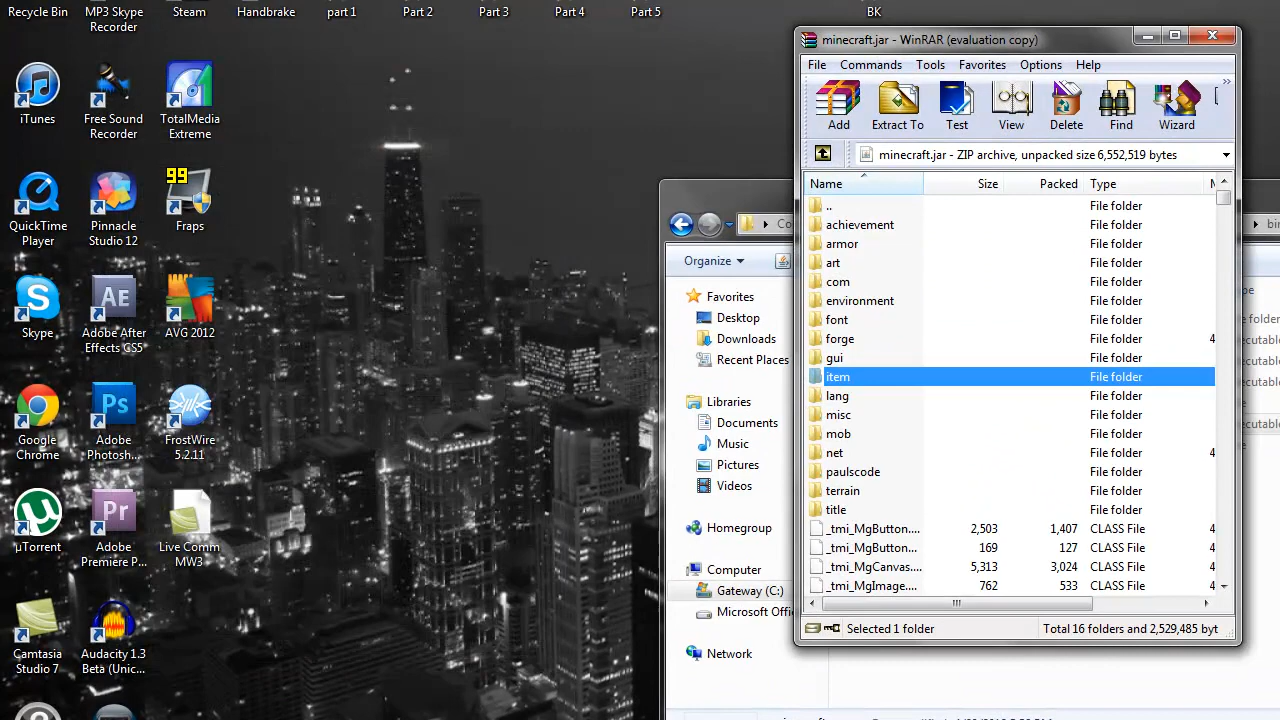 Recycle Bin
MP3 Skype
Recorder
Steam
Handbrake
part 1
Part 2
Part 3
Part 4
Part 5
BK
iTunes
Free Sound
Recorder
TotalMedia
Extreme
QuickTime
Player
Pinnacle
Studio 12
99
Fraps
Skype
Adobe After
Effects CS5
AVG 2012
Google
Chrome
Adobe
Photosh...
FrostWire
5.2.11
µTorrent
Adobe
Premiere P...
Live Comm
MW3
Camtasia
Studio 7
Audacity 1.3
Beta (Unic...
minecraft.jar - WinRAR (evaluation copy)
File Commands Tools Favorites Options Help
Add Extract To Test View Delete Find Wizard
minecraft.jar - ZIP archive, unpacked size 6,552,519 bytes
Name Size Packed Type
.. File folder
achievement File folder
armor File folder
art File folder
com File folder
environment File folder
font File folder
forge File folder 4
gui File folder
item File folder
lang File folder
misc File folder
mob File folder
net File folder 4
paulscode File folder
terrain File folder
title File folder
_tmi_MgButton.... 2,503 1,407 CLASS File 4
_tmi_MgButton... 169 127 CLASS File 4
_tmi_MgCanvas.... 5,313 3,024 CLASS File 4
_tmi_MgImage.... 762 533 CLASS File 4
Selected 1 folder
Total 16 folders and 2,529,485 byt
Organize
Favorites
Desktop
Downloads
Recent Places
Libraries
Documents
Music
Pictures
Videos
Homegroup
Computer
Gateway (C:)
Microsoft Offi
Network